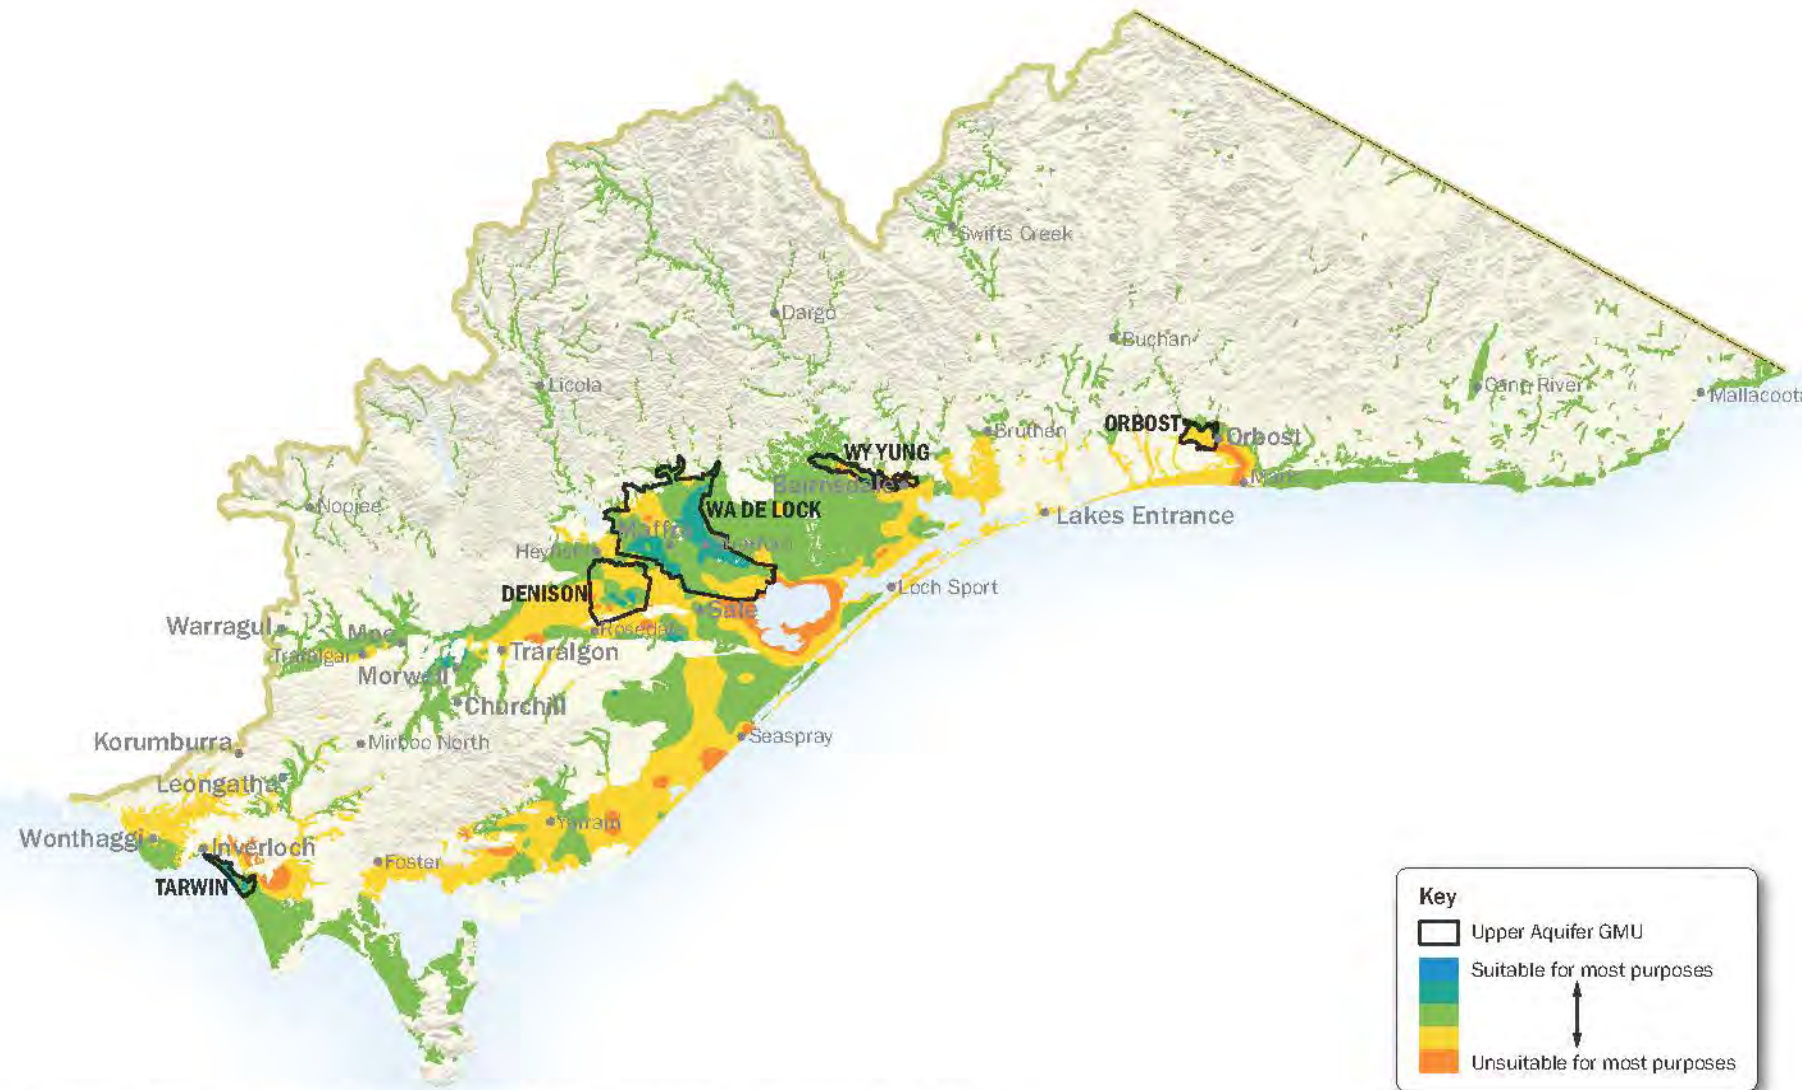 Swifts Creek
Dargo
Buchan
Licola
Cann River
Mallacoota
ORBOST
Orbost
Bruthen
WY YUNG
Bairnsdale
Marlo
Noojee
WA DE LOCK
Lakes Entrance
Maffra
Heyfield
DENISON
Loch Sport
Sale
Warragul
Moe
Rosedale
Trafalgar
Traralgon
Morwell
Churchill
Korumburra
Mirboo North
Seaspray
Leongatha
Yarram
Wonthaggi
Inverloch
Foster
TARWIN
Key
Upper Aquifer GMU
Suitable for most purposes
Unsuitable for most purposes